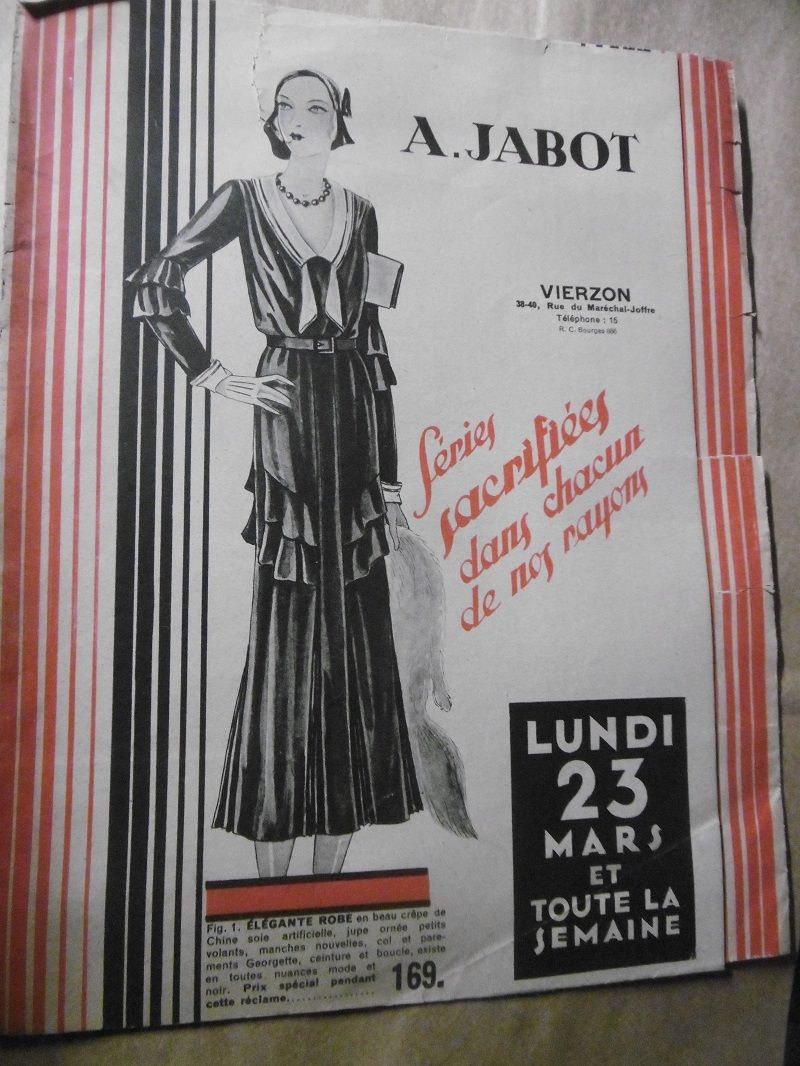 A. JABOT
VIERZON
38-40, Rue du Maréchal-Joffre
Téléphone : 15
R. C. Bourges 986
Séries
sacrifiées
dans chacun
de nos rayons
LUNDI
23
MARS
ET
TOUTE LA
SEMAINE
Fig. 1. ÉLÉGANTE ROBE en beau crêpe de
Chine soie artificielle, jupe ornée petits
volants, manches nouvelles, col et pare-
ments Georgette, ceinture et boucle, existe
en toutes nuances mode et
noir. Prix spécial pendant
cette réclame................ 169.